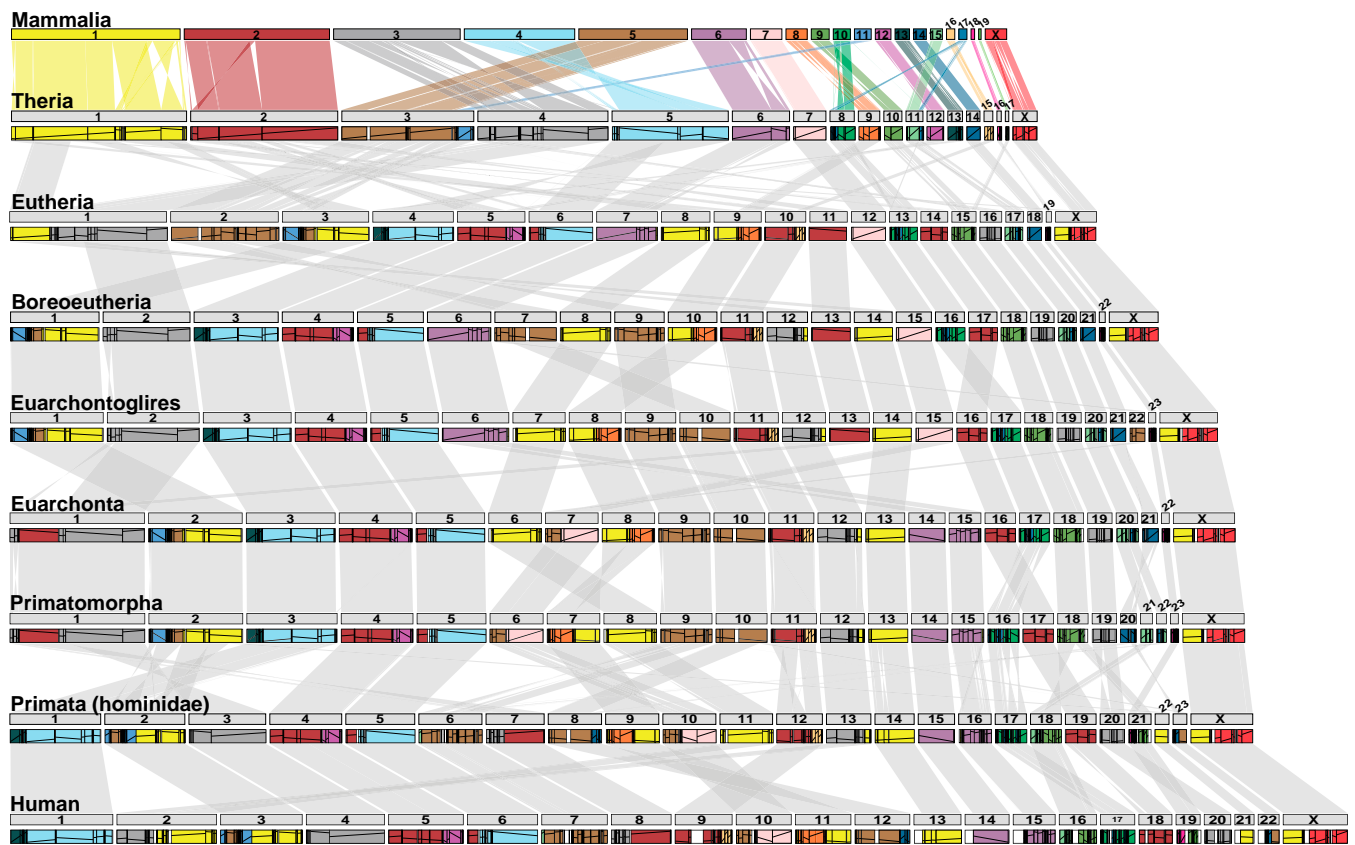 Mammalia
1 2 3 4 5 6 7 8 9 10 11 12 13 14 15 16 17 18 19 X
Theria
1 2 3 4 5 6 7 8 9 10 11 12 13 14 15 16 17 X
Eutheria
1 2 3 4 5 6 7 8 9 10 11 12 13 14 15 16 17 18 19 X
Boreoeutheria
1 2 3 4 5 6 7 8 9 10 11 12 13 14 15 16 17 18 19 20 21 22 X
Euarchontoglires
1 2 3 4 5 6 7 8 9 10 11 12 13 14 15 16 17 18 19 20 21 22 23 X
Euarchonta
1 2 3 4 5 6 7 8 9 10 11 12 13 14 15 16 17 18 19 20 21 22 X
Primatomorpha
1 2 3 4 5 6 7 8 9 10 11 12 13 14 15 16 17 18 19 20 21 22 23 X
Primata (hominidae)
1 2 3 4 5 6 7 8 9 10 11 12 13 14 15 16 17 18 19 20 21 22 23 X
Human
1 2 3 4 5 6 7 8 9 10 11 12 13 14 15 16 17 18 19 20 21 22 X